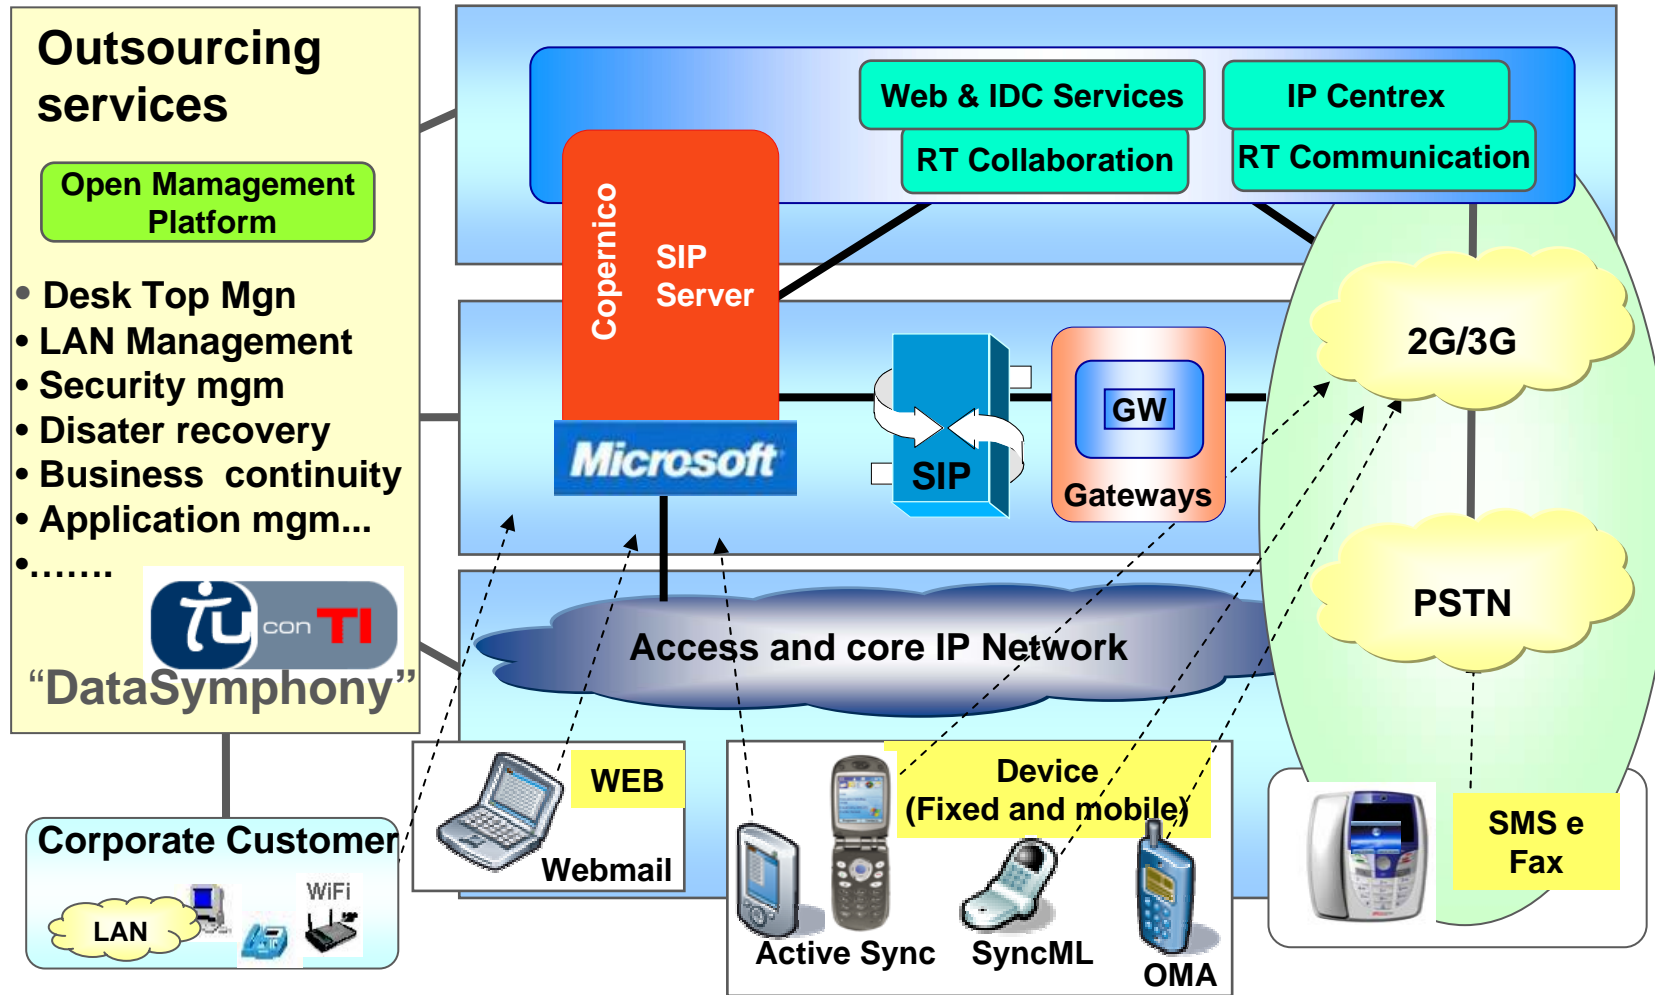 Outsourcing
services
Open Mamagement
Platform
• Desk Top Mgn
• LAN Management
• Security mgm
• Disater recovery
• Business continuity
• Application mgm...
•.......
TU con TI
“DataSymphony”
Web & IDC Services
IP Centrex
RT Collaboration
RT Communication
Copernico
SIP
Server
Microsoft
SIP
GW
Gateways
2G/3G
PSTN
Access and core IP Network
Corporate Customer
LAN
WiFi
WEB
Webmail
Device
(Fixed and mobile)
Active Sync
SyncML
OMA
SMS e
Fax